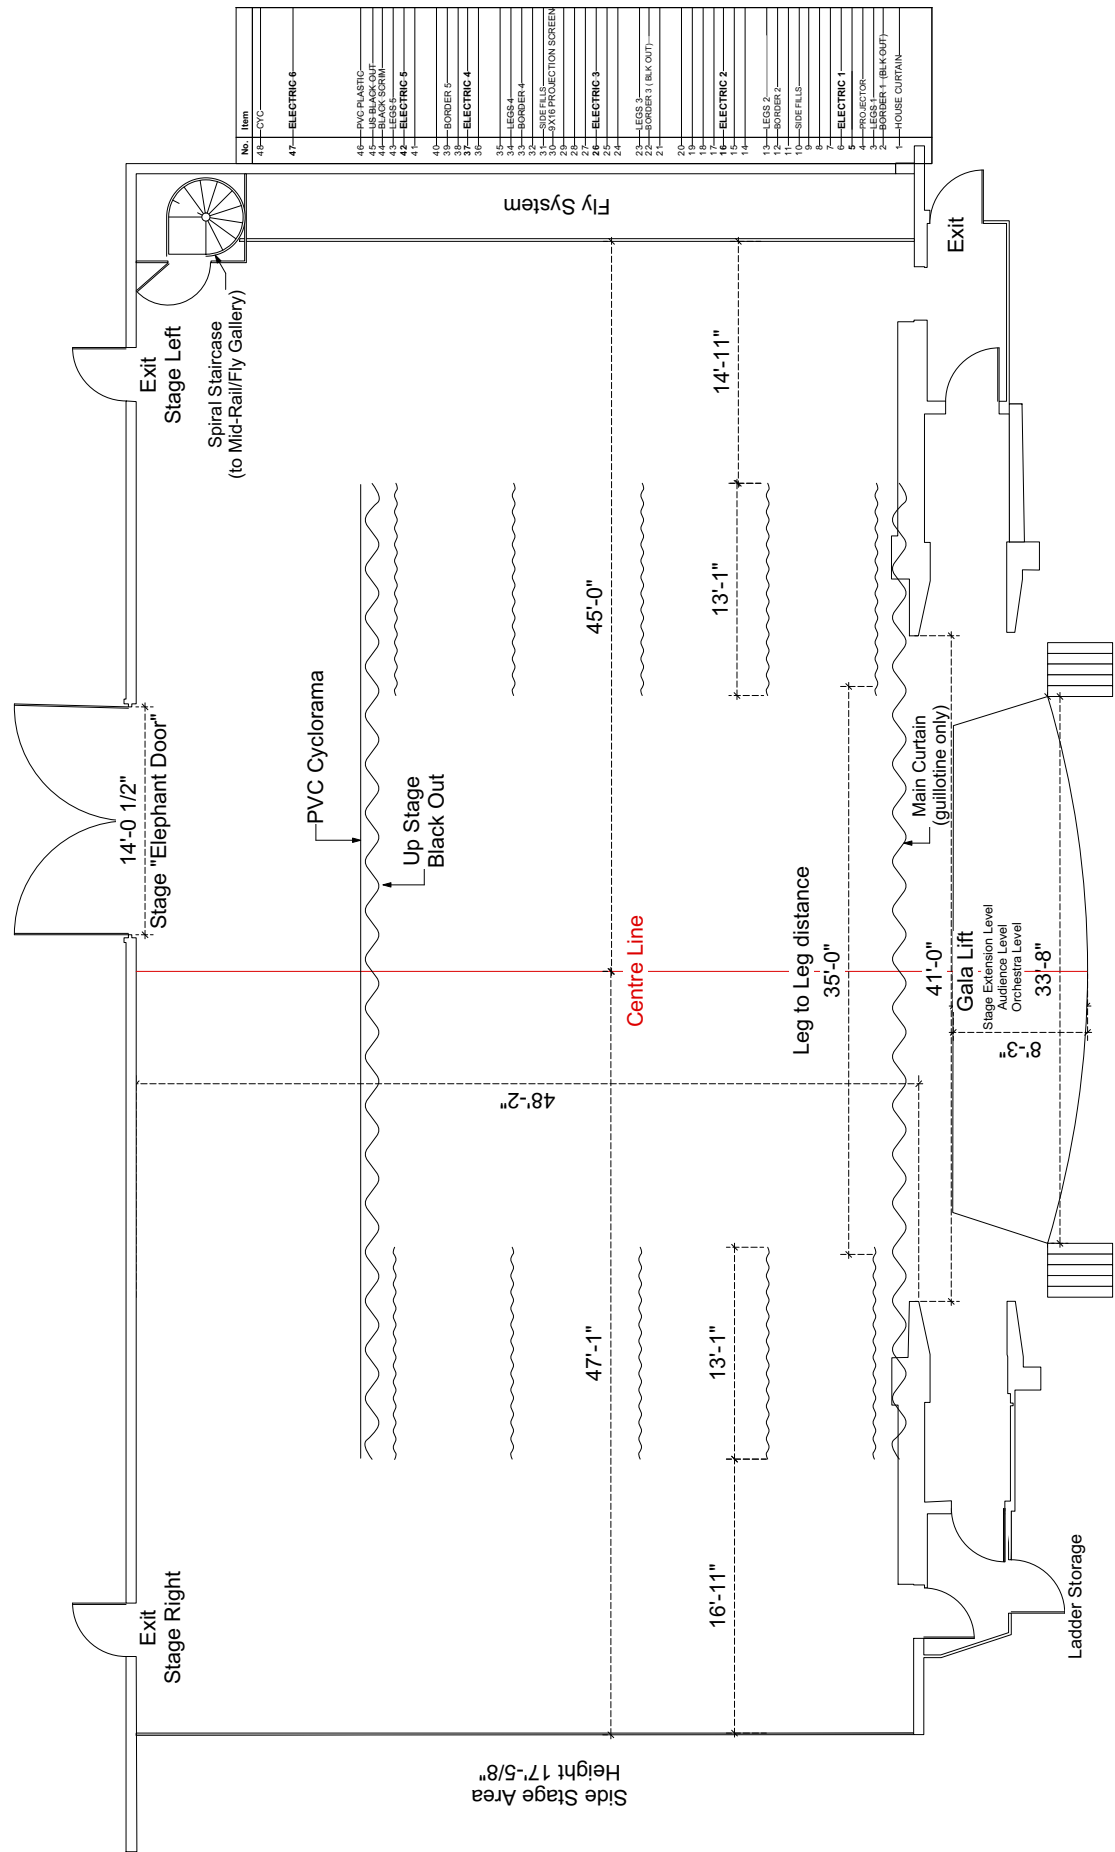 No. Item
48 CYC
47 ELECTRIC 6
46 PVC PLASTIC
45 US BLACK OUT
44 BLACK SCRIM
43 LEGS 5
42 ELECTRIC 5
41
40
39 BORDER 5
38
37 ELECTRIC 4
36
35
34 LEGS 4
33 BORDER 4
32
31 SIDE FILLS
30 9X16 PROJECTION SCREEN
29
28
27
26 ELECTRIC 3
25
24
23 LEGS 3
22 BORDER 3 ( BLK OUT)
21
20
19
18
17
16 ELECTRIC 2
15
14
13 LEGS 2
12 BORDER 2
11
10 SIDE FILLS
9
8
7
6 ELECTRIC 1
5
4 PROJECTOR
3 LEGS 1
2 BORDER 1 (BLK OUT)
1 HOUSE CURTAIN
Fly System
Exit
Exit
Stage Left
Spiral Staircase
(to Mid-Rail/Fly Gallery)
14'-11"
13'-1"
45'-0"
14'-0 1/2"
Stage "Elephant Door"
PVC Cyclorama
Up Stage
Black Out
Main Curtain
(guillotine only)
Centre Line
Leg to Leg distance
35'-0"
41'-0"
Gala Lift
Stage Extension Level
Audience Level
Orchestra Level
33'-8"
8'-3"
48'-2"
47'-1"
13'-1"
16'-11"
Exit
Stage Right
Ladder Storage
Side Stage Area
Height 17'-5/8"